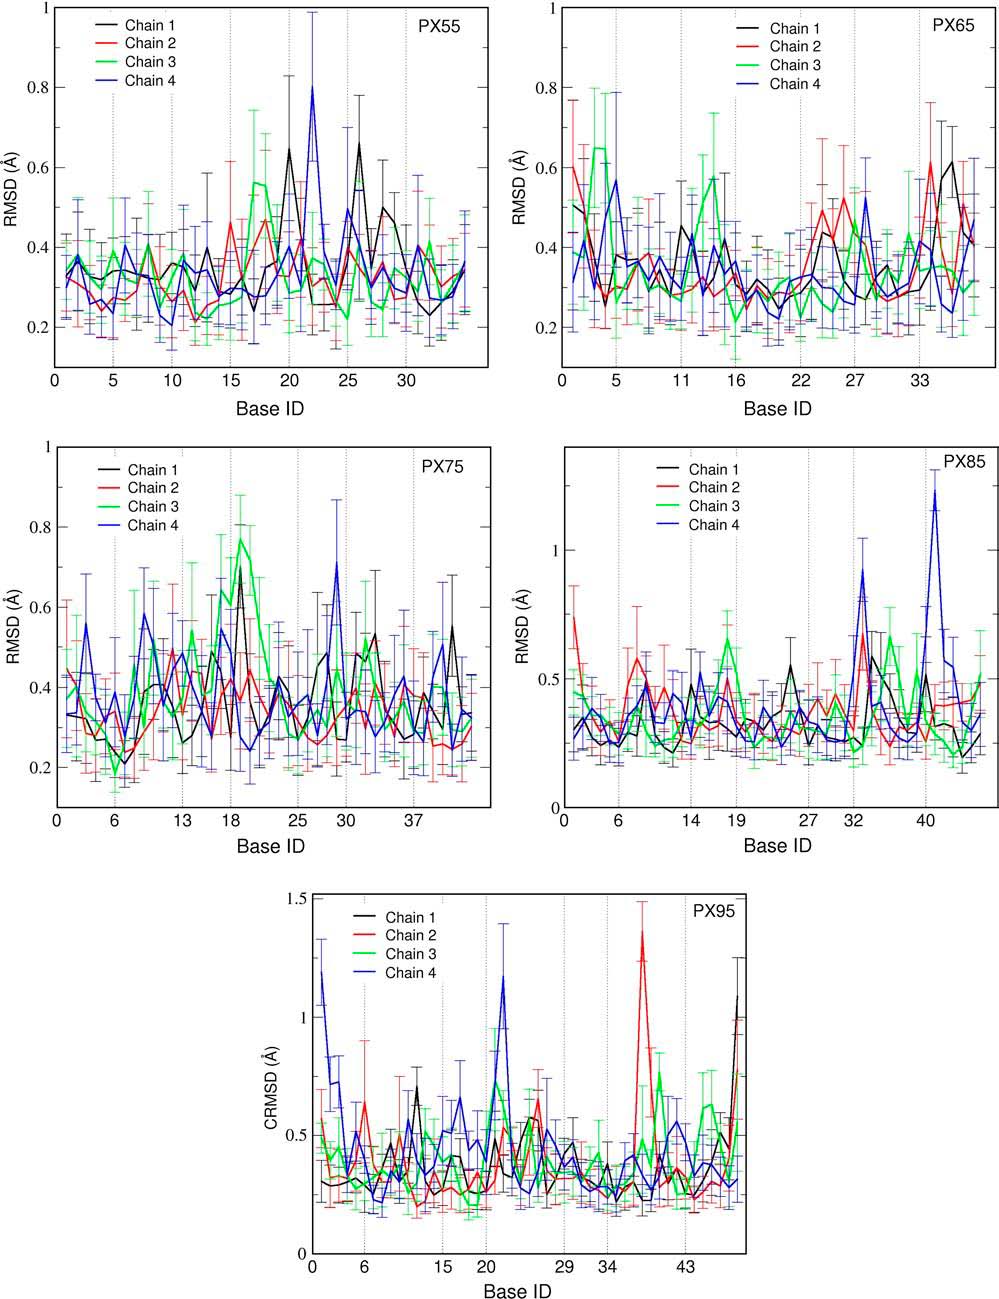 PX55
Chain 1
Chain 2
Chain 3
Chain 4
1
0.8
0.6
0.4
0.2
RMSD (Å)
0 5 10 15 20 25 30
Base ID
PX65
Chain 1
Chain 2
Chain 3
Chain 4
1
0.8
0.6
0.4
0.2
RMSD (Å)
0 5 11 16 22 27 33
Base ID
PX75
Chain 1
Chain 2
Chain 3
Chain 4
1
0.8
0.6
0.4
0.2
RMSD (Å)
0 6 13 18 25 30 37
Base ID
PX85
Chain 1
Chain 2
Chain 3
Chain 4
1
0.5
0
RMSD (Å)
0 6 14 19 27 32 40
Base ID
PX95
Chain 1
Chain 2
Chain 3
Chain 4
1.5
1
0.5
0
CRMSD (Å)
0 6 15 20 29 34 43
Base ID